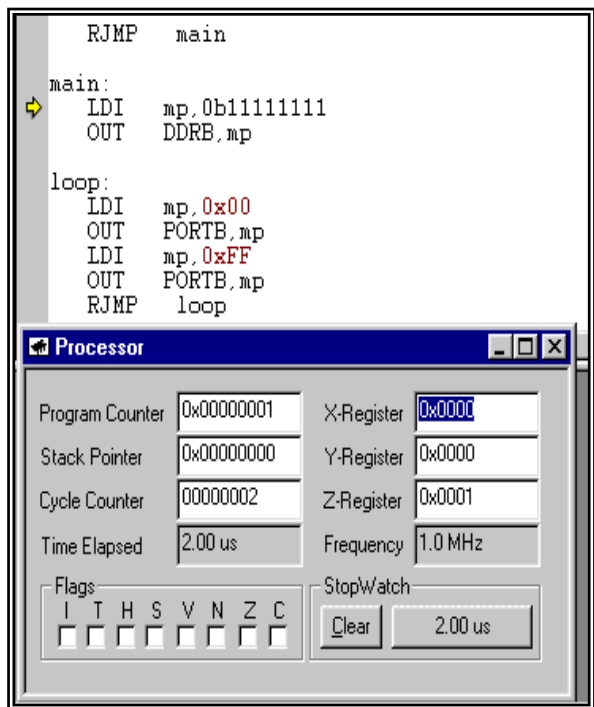 RJMP main
main:
LDI mp,0b11111111
OUT DDRB,mp
loop:
LDI mp,0x00
OUT PORTB,mp
LDI mp,0xFF
OUT PORTB,mp
RJMP loop
Processor
Program Counter 0x00000001 X-Register 0x0000
Stack Pointer 0x00000000 Y-Register 0x0000
Cycle Counter 00000002 Z-Register 0x0001
Time Elapsed 2.00 us Frequency 1.0 MHz
Flags StopWatch
I T H S V N Z C
Clear 2.00 us